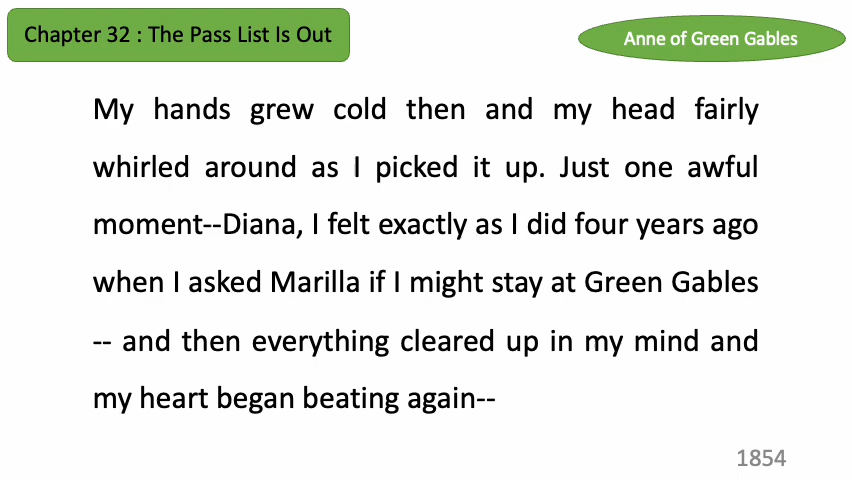 Chapter 32 : The Pass List Is Out
Anne of Green Gables
My hands grew cold then and my head fairly
whirled around as I picked it up. Just one awful
moment--Diana, I felt exactly as I did four years ago
when I asked Marilla if I might stay at Green Gables
-- and then everything cleared up in my mind and
my heart began beating again--
1854